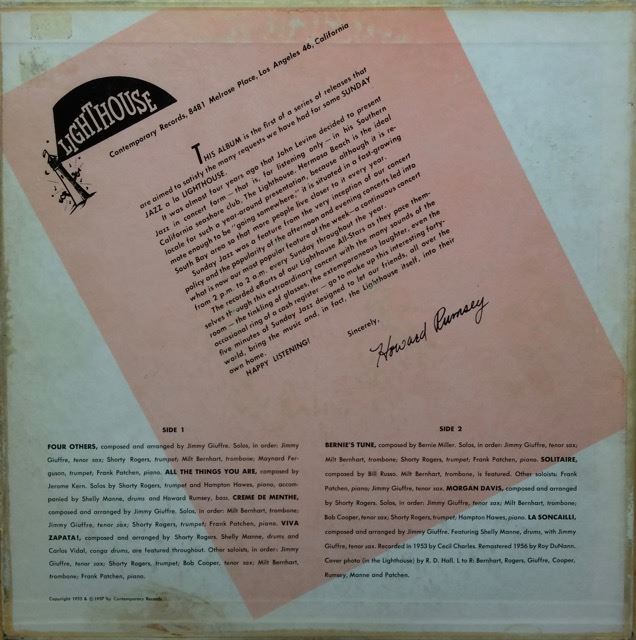 LIGHTHOUSE
Contemporary Records, 8481 Melrose Place, Los Angeles 46, California
THIS ALBUM is the first of a series of releases that
are aimed to satisfy the many requests we have had for some SUNDAY
JAZZ a la LIGHTHOUSE.
It was almost four years ago that John Levine decided to present
Jazz in concert form — that is, for listening only — in his Southern
California seashore club, The Lighthouse. Hermosa Beach is the ideal
locale for such a year-around presentation, because although it is re-
mote enough to be "going somewhere," it is situated in a fast-growing
South Bay area so that more people live closer to it every year.
Sunday Jazz was a feature from the very inception of our concert
policy and the popularity of the afternoon and evening concerts led into
what is now our most popular feature of the week — a continuous concert
from 2 p.m. to 2 a.m. every Sunday throughout the year.
The recorded efforts of our Lighthouse All-Stars as they pace them-
selves through this extraordinary concert with the many sounds of the
room — the tinkling of glasses, the extemporaneous laughter, even the
occasional ring of a cash register — go to make up this interesting forty-
five minutes of Sunday Jazz designed to let our friends, all over the
world, bring the music and, in fact, the Lighthouse itself, into their
own home.
HAPPY LISTENING!
Sincerely,
Howard Rumsey
SIDE 1
FOUR OTHERS, composed and arranged by Jimmy Giuffre. Solos, in order: Jimmy
Giuffre, tenor sax; Shorty Rogers, trumpet; Milt Bernhart, trombone; Maynard Fer-
guson, trumpet; Frank Patchen, piano. ALL THE THINGS YOU ARE, composed by
Jerome Kern. Solos by Shorty Rogers, trumpet and Hampton Hawes, piano, accom-
panied by Shelly Manne, drums and Howard Rumsey, bass. CREME DE MENTHE,
composed and arranged by Jimmy Giuffre. Solos, in order: Milt Bernhart, trombone;
Jimmy Giuffre, tenor sax; Shorty Rogers, trumpet; Frank Patchen, piano. VIVA
ZAPATA!, composed and arranged by Shorty Rogers. Shelly Manne, drums and
Carlos Vidal, conga drums, are featured throughout. Other soloists, in order: Jimmy
Giuffre, tenor sax; Shorty Rogers, trumpet; Bob Cooper, tenor sax; Milt Bernhart,
trombone; Frank Patchen, piano.
Copyright 1953 & © 1957 by Contemporary Records
SIDE 2
BERNIE'S TUNE, composed by Bernie Miller. Solos, in order: Jimmy Giuffre, tenor sax;
Milt Bernhart, trombone; Shorty Rogers, trumpet; Frank Patchen, piano. SOLITAIRE,
composed by Bill Russo. Milt Bernhart, trombone, is featured. Other soloists: Frank
Patchen, piano; Jimmy Giuffre, tenor sax. MORGAN DAVIS, composed and arranged
by Shorty Rogers. Solos, in order: Jimmy Giuffre, tenor sax; Milt Bernhart, trombone;
Bob Cooper, tenor sax; Shorty Rogers, trumpet; Hampton Hawes, piano. LA SONCAILLI,
composed and arranged by Jimmy Giuffre. Featuring Shelly Manne, drums, with Jimmy
Giuffre, tenor sax. Recorded in 1953 by Cecil Charles. Remastered 1956 by Roy DuNann.
Cover photo (in the Lighthouse) by R. D. Hall. L to R: Bernhart, Rogers, Giuffre, Cooper,
Rumsey, Manne and Patchen.